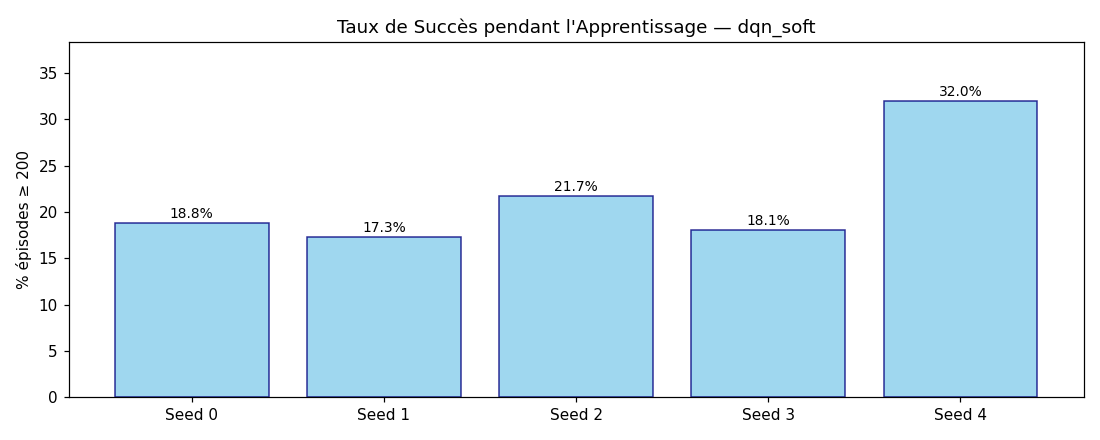 Taux de Succès pendant l'Apprentissage — dqn_soft
% épisodes ≥ 200
35
30
25
20
15
10
5
0
18.8%
17.3%
21.7%
18.1%
32.0%
Seed 0
Seed 1
Seed 2
Seed 3
Seed 4